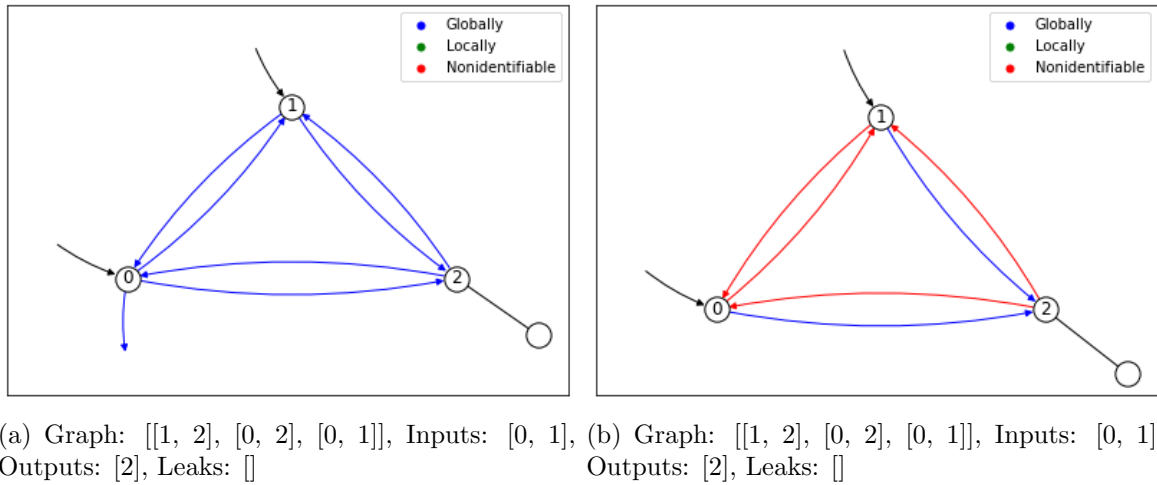 Globally
Locally
Nonidentifiable
1
0
2
Globally
Locally
Nonidentifiable
1
0
2
(a) Graph: [[1, 2], [0, 2], [0, 1]], Inputs: [0, 1],
Outputs: [2], Leaks: []
(b) Graph: [[1, 2], [0, 2], [0, 1]], Inputs: [0, 1]
Outputs: [2], Leaks: []